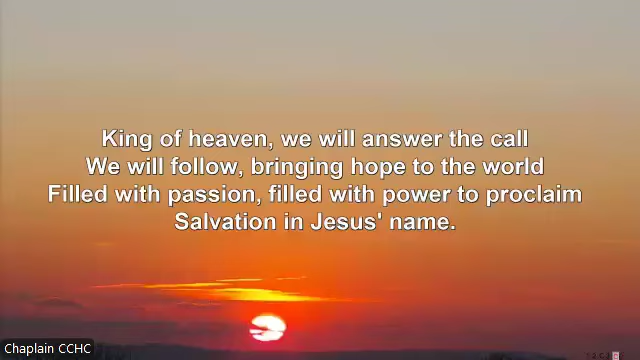 King of heaven, we will answer the call
We will follow, bringing hope to the world
Filled with passion, filled with power to proclaim
Salvation in Jesus' name.
Chaplain CCHC